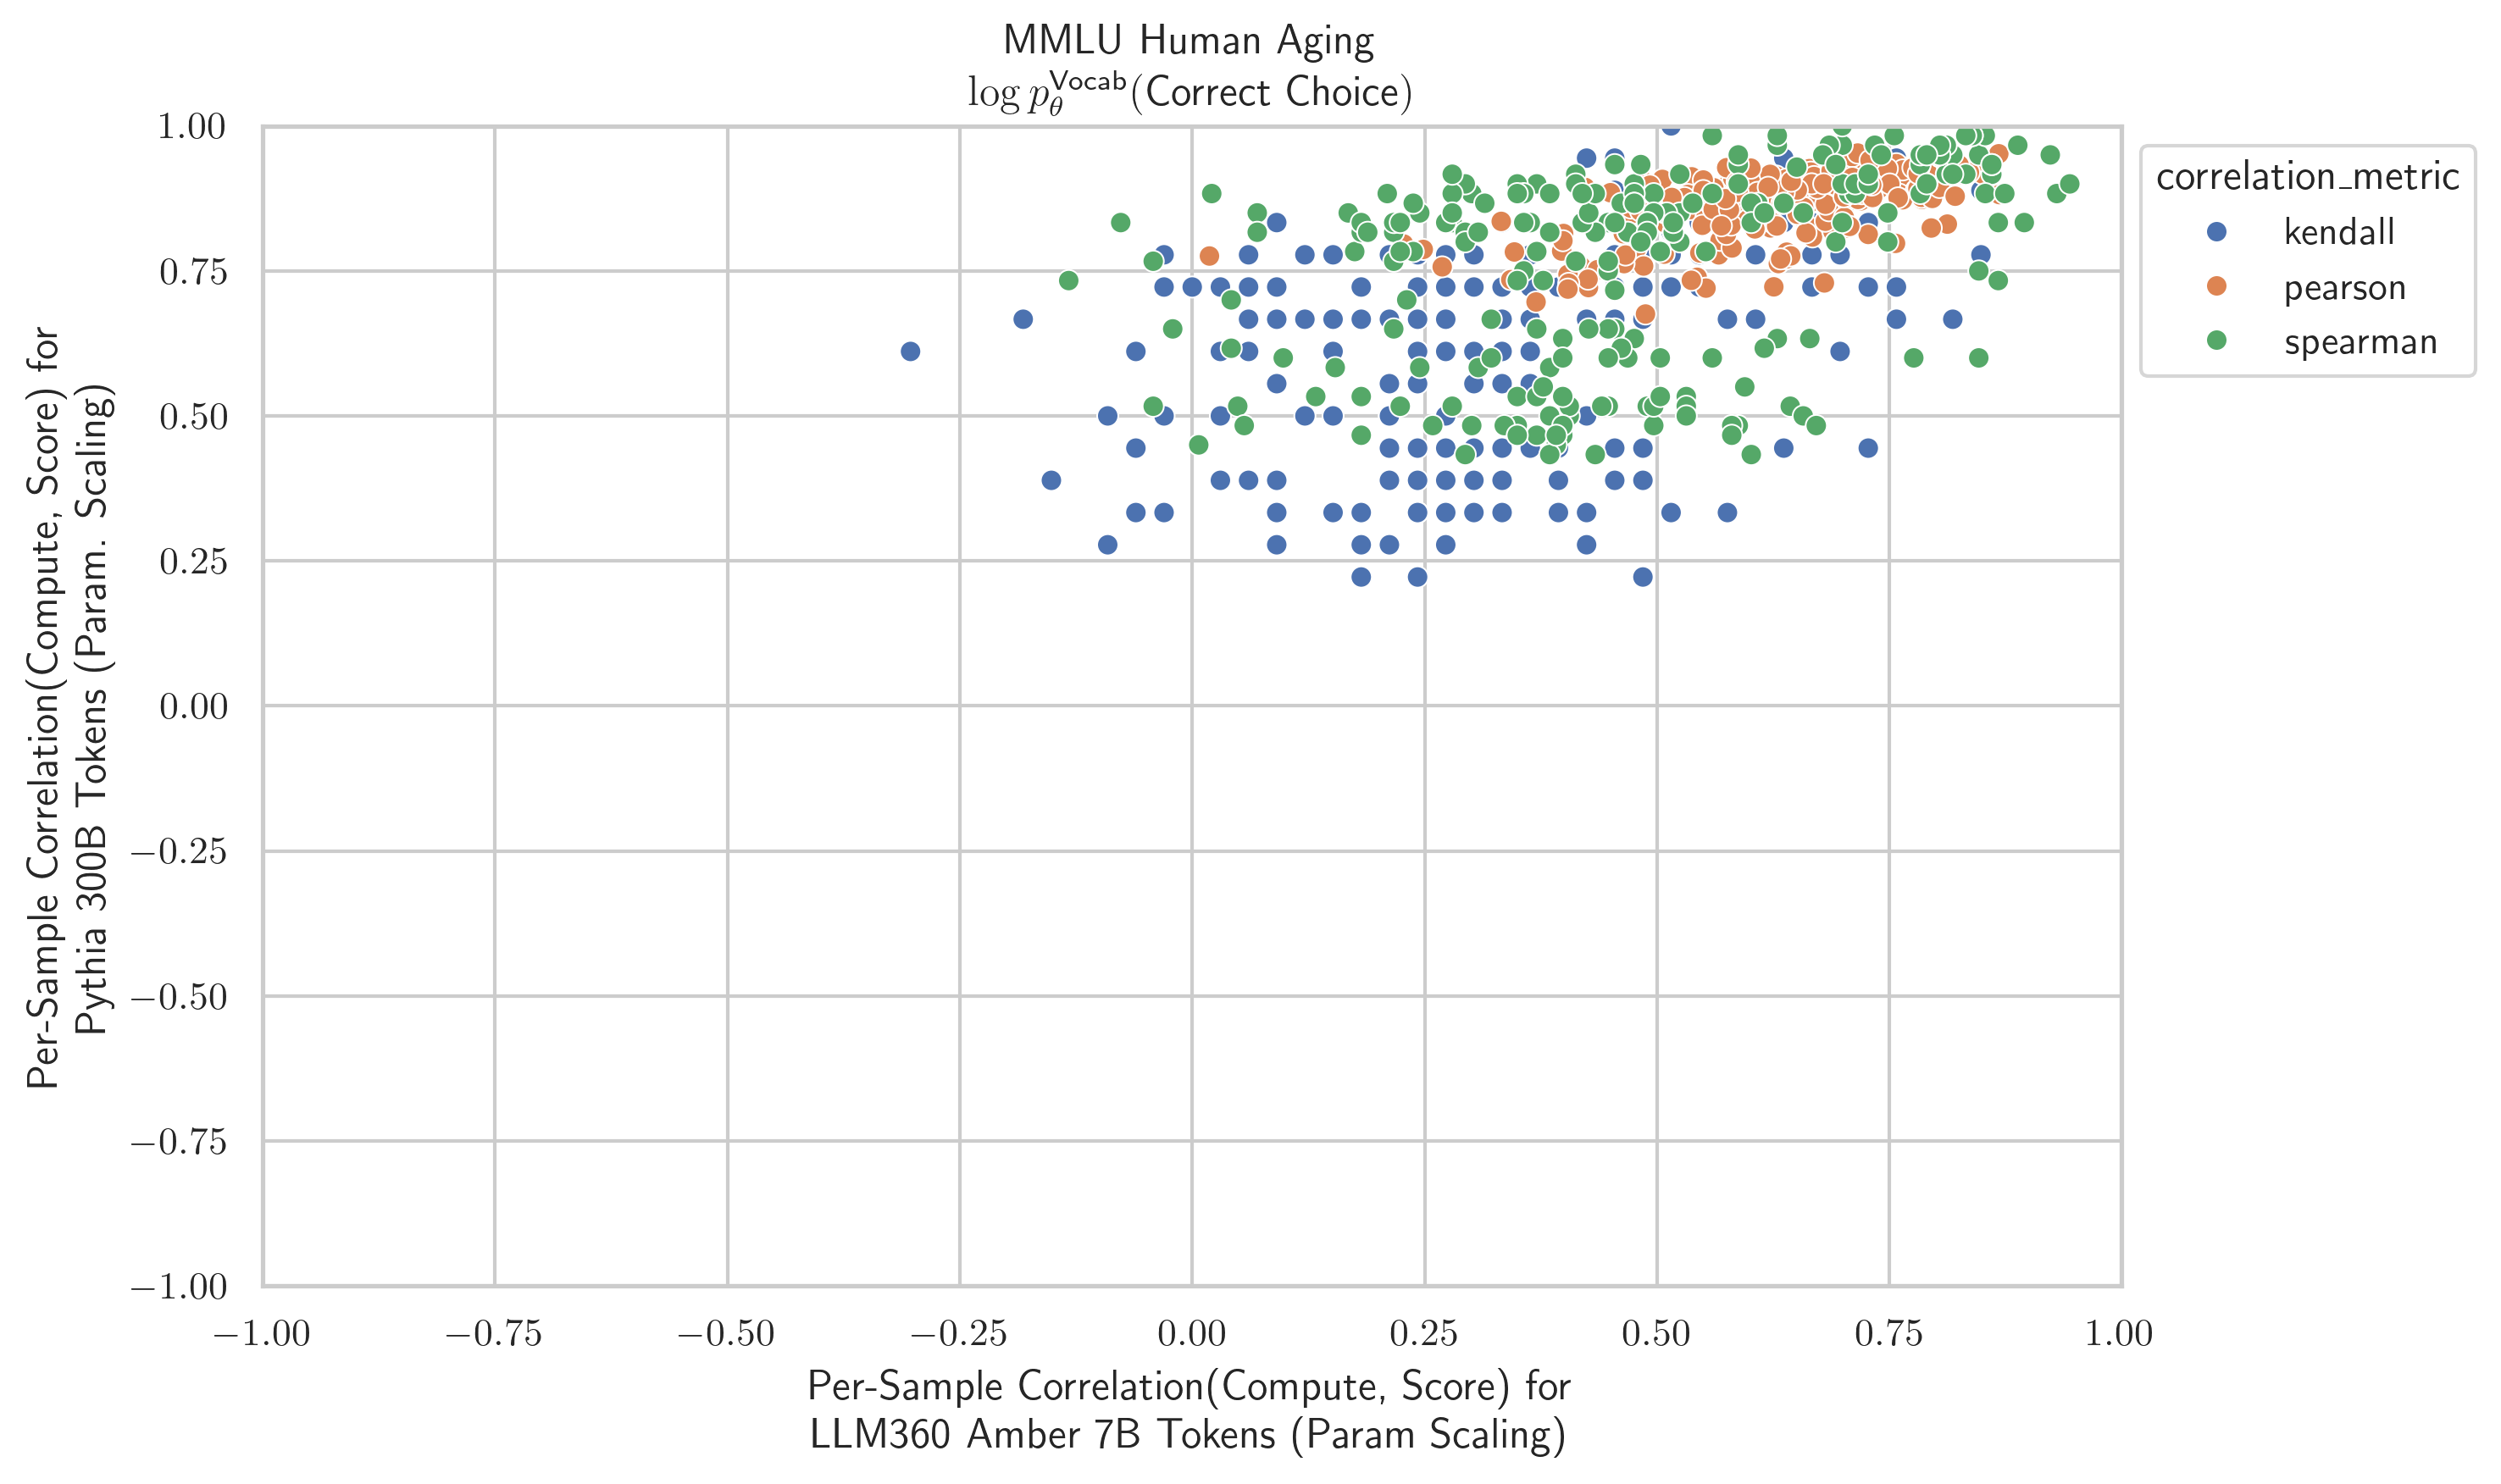 MMLU Human Aging
log p_θ^Vocab(Correct Choice)
Per-Sample Correlation(Compute, Score) for
Pythia 300B Tokens (Param. Scaling)
1.00
0.75
0.50
0.25
0.00
−0.25
−0.50
−0.75
−1.00
−1.00 −0.75 −0.50 −0.25 0.00 0.25 0.50 0.75 1.00
Per-Sample Correlation(Compute, Score) for
LLM360 Amber 7B Tokens (Param Scaling)
correlation_metric
kendall
pearson
spearman